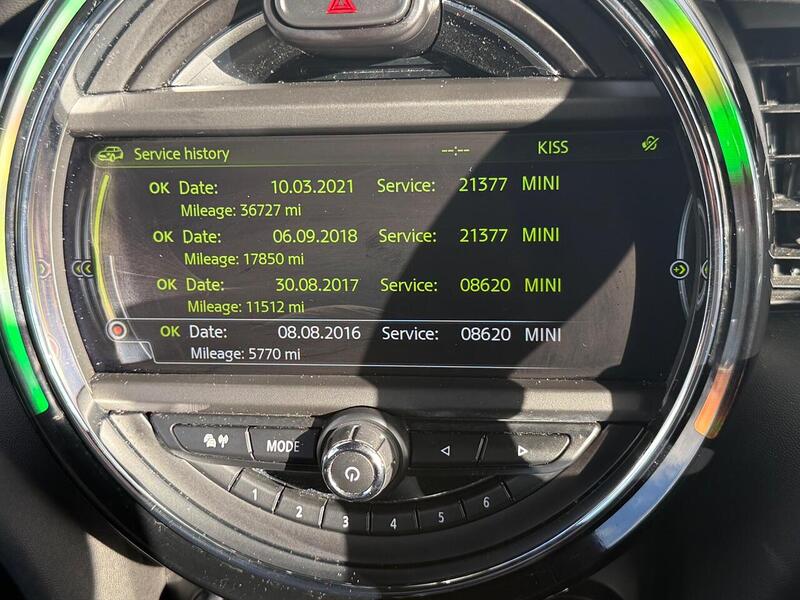 Service history --:-- KISS
OK Date: 10.03.2021 Service: 21377 MINI
Mileage: 36727 mi
OK Date: 06.09.2018 Service: 21377 MINI
Mileage: 17850 mi
OK Date: 30.08.2017 Service: 08620 MINI
Mileage: 11512 mi
OK Date: 08.08.2016 Service: 08620 MINI
Mileage: 5770 mi
MODE
1 2 3 4 5 6